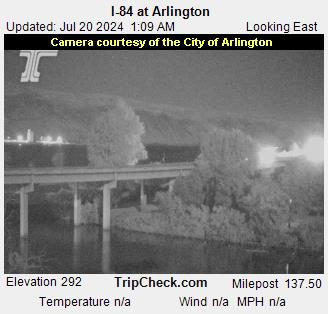 I-84 at Arlington
Updated: Jul 20 2024 1:09 AM Looking East
Camera courtesy of the City of Arlington
Elevation 292 TripCheck.com Milepost 137.50
Temperature n/a Wind n/a MPH n/a